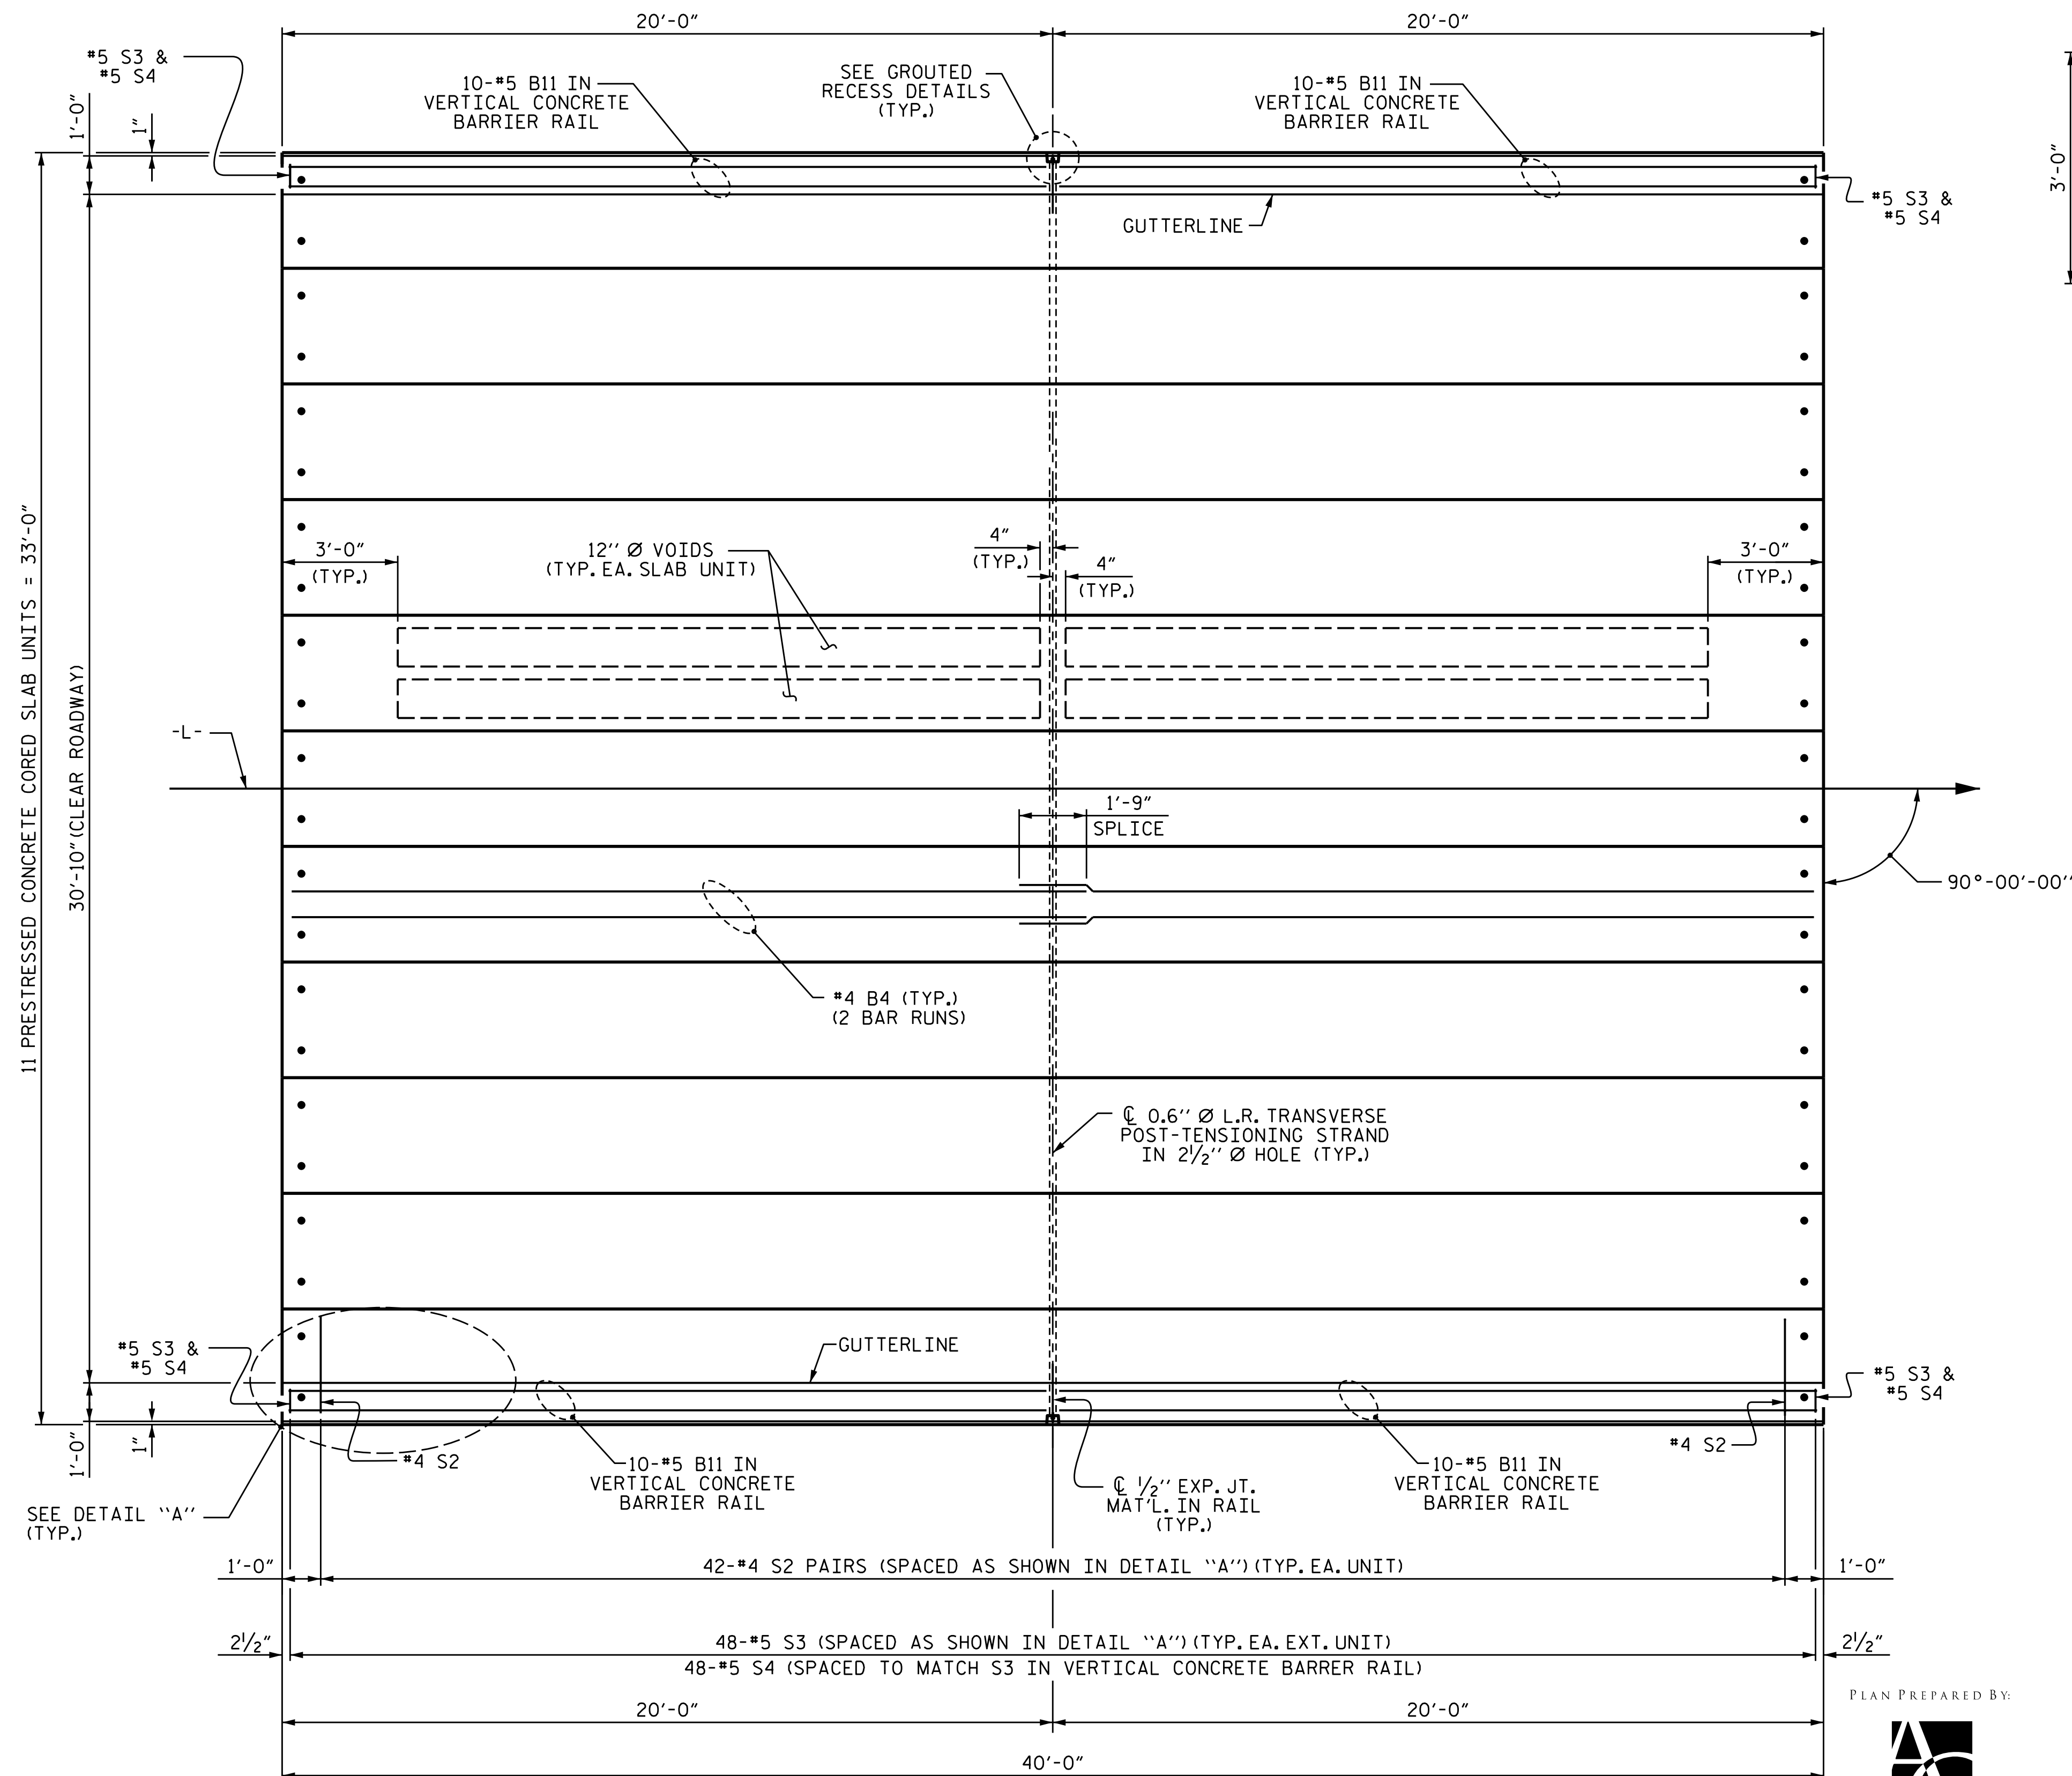 20'-0"
20'-0"
#5 S3 &
#5 S4
10-#5 B11 IN
VERTICAL CONCRETE
BARRIER RAIL
SEE GROUTED
RECESS DETAILS
(TYP.)
10-#5 B11 IN
VERTICAL CONCRETE
BARRIER RAIL
1'-0"
1"
3'-0"
#5 S3 &
#5 S4
GUTTERLINE
11 PRESTRESSED CONCRETE CORED SLAB UNITS = 33'-0"
30'-10"(CLEAR ROADWAY)
3'-0"
(TYP.)
12'' Ø VOIDS
(TYP. EA. SLAB UNIT)
4"
(TYP.)
4"
(TYP.)
3'-0"
(TYP.)
-L-
1'-9"
SPLICE
90°-00'-00''
#4 B4 (TYP.)
(2 BAR RUNS)
℄ 0.6'' Ø L.R. TRANSVERSE
POST-TENSIONING STRAND
IN 2½'' Ø HOLE (TYP.)
#5 S3 &
#5 S4
GUTTERLINE
#5 S3 &
#5 S4
1'-0"
1"
#4 S2
10-#5 B11 IN
VERTICAL CONCRETE
BARRIER RAIL
℄ ½'' EXP. JT.
MAT'L. IN RAIL
(TYP.)
10-#5 B11 IN
VERTICAL CONCRETE
BARRIER RAIL
#4 S2
SEE DETAIL ``A''
(TYP.)
1'-0"
42-#4 S2 PAIRS (SPACED AS SHOWN IN DETAIL ``A'')(TYP. EA. UNIT)
1'-0"
2½"
48-#5 S3 (SPACED AS SHOWN IN DETAIL ``A'')(TYP. EA. EXT. UNIT)
48-#5 S4 (SPACED TO MATCH S3 IN VERTICAL CONCRETE BARRER RAIL)
2½"
20'-0"
20'-0"
40'-0"
PLAN PREPARED BY: